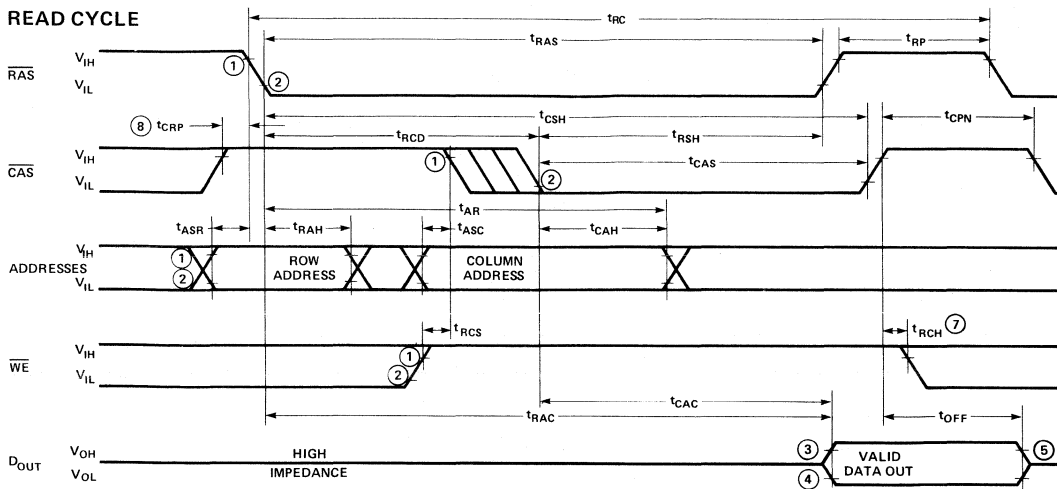 READ CYCLE
tRC
tRAS
tRP
RAS
VIH
VIL
1
2
8 tCRP
tCSH
tCPN
tRCD
tRSH
CAS
VIH
VIL
1
2
tCAS
tAR
tASR
tRAH
tASC
tCAH
ADDRESSES
VIH
VIL
1
2
ROW
ADDRESS
COLUMN
ADDRESS
tRCS
tRCH 7
WE
VIH
VIL
1
2
tCAC
tRAC
tOFF
DOUT
VOH
VOL
HIGH
IMPEDANCE
3
4
VALID
DATA OUT
5